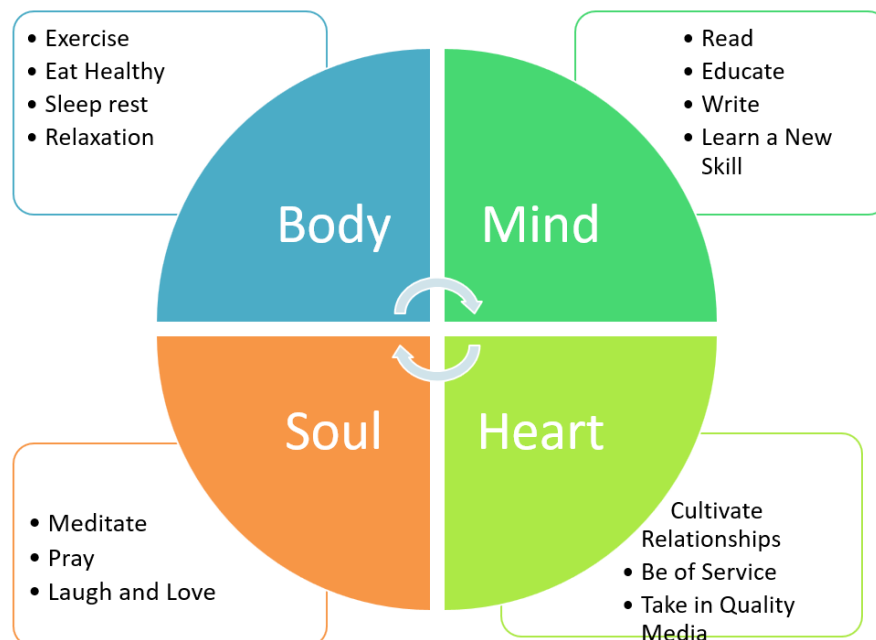 • Exercise
• Eat Healthy
• Sleep rest
• Relaxation
• Read
• Educate
• Write
• Learn a New
Skill
Body
Mind
Soul
Heart
• Meditate
• Pray
• Laugh and Love
Cultivate
Relationships
• Be of Service
• Take in Quality
Media